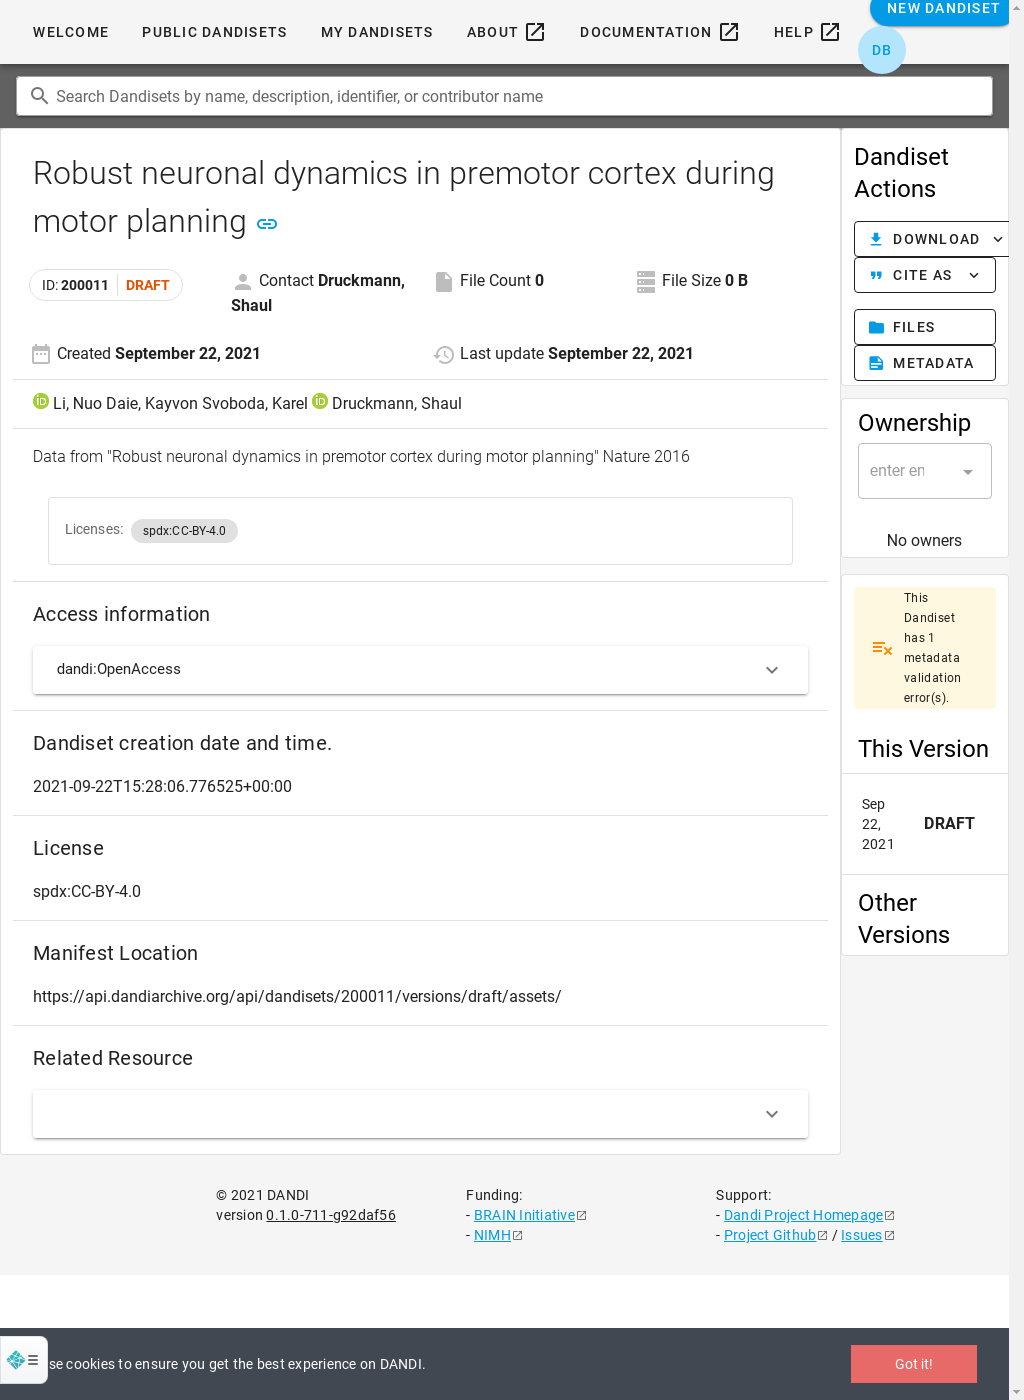 NEW DANDISET
WELCOME PUBLIC DANDISETS MY DANDISETS ABOUT DOCUMENTATION HELP
DB
Search Dandisets by name, description, identifier, or contributor name
Robust neuronal dynamics in premotor cortex during
motor planning
ID: 200011 DRAFT
Contact Druckmann,
Shaul
File Count 0
File Size 0 B
Created September 22, 2021
Last update September 22, 2021
iD Li, Nuo Daie, Kayvon Svoboda, Karel iD Druckmann, Shaul
Data from "Robust neuronal dynamics in premotor cortex during motor planning" Nature 2016
Licenses: spdx:CC-BY-4.0
Access information
dandi:OpenAccess
Dandiset creation date and time.
2021-09-22T15:28:06.776525+00:00
License
spdx:CC-BY-4.0
Manifest Location
https://api.dandiarchive.org/api/dandisets/200011/versions/draft/assets/
Related Resource
Dandiset
Actions
DOWNLOAD
CITE AS
FILES
METADATA
Ownership
enter en
No owners
This
Dandiset
has 1
metadata
validation
error(s).
This Version
Sep
22,
2021
DRAFT
Other
Versions
© 2021 DANDI
version 0.1.0-711-g92daf56
Funding:
- BRAIN Initiative
- NIMH
Support:
- Dandi Project Homepage
- Project Github / Issues
se cookies to ensure you get the best experience on DANDI.
Got it!